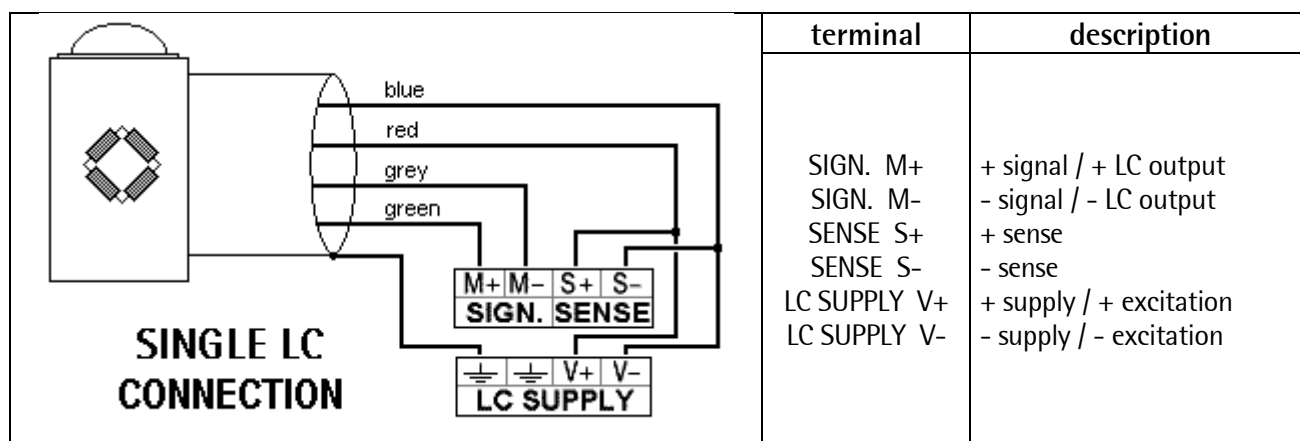 blue
red
grey
green
M+ M- S+ S-
SIGN. SENSE
V+ V-
LC SUPPLY
SINGLE LC
CONNECTION
terminal description
SIGN. M+ + signal / + LC output
SIGN. M- - signal / - LC output
SENSE S+ + sense
SENSE S- - sense
LC SUPPLY V+ + supply / + excitation
LC SUPPLY V- - supply / - excitation